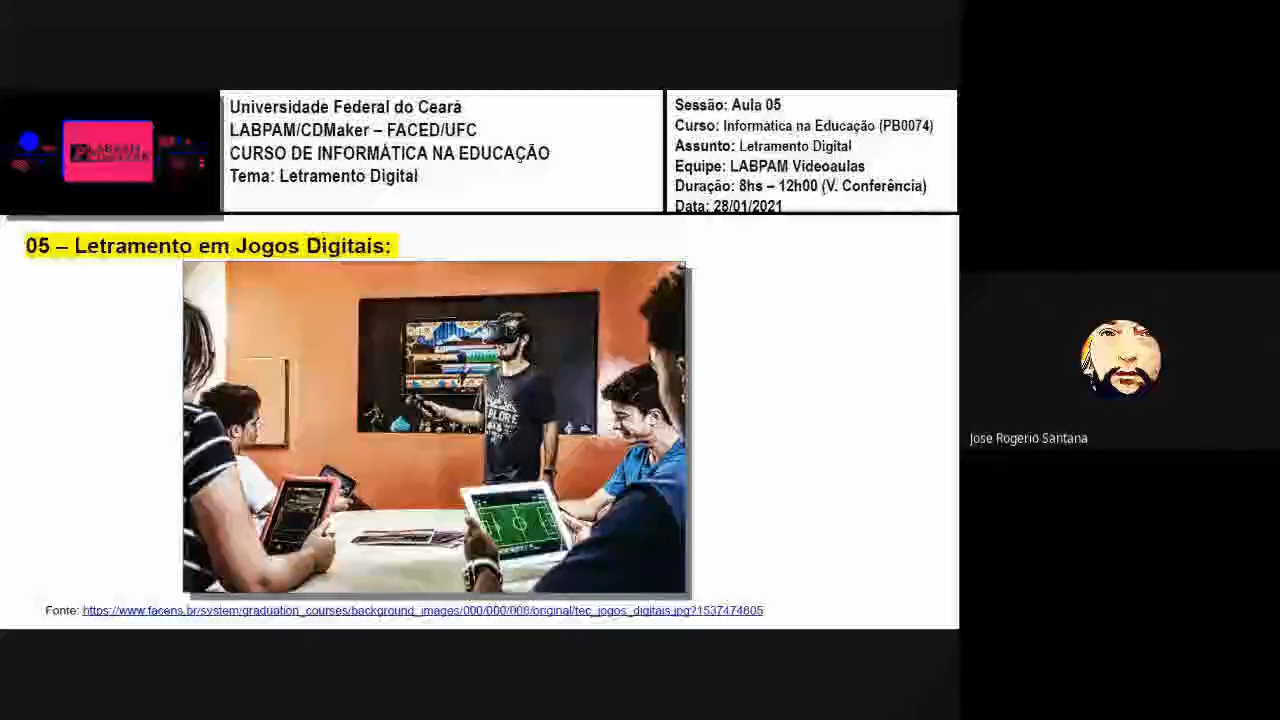 Universidade Federal do Ceará
LABPAM/CDMaker – FACED/UFC
CURSO DE INFORMÁTICA NA EDUCAÇÃO
Tema: Letramento Digital
Sessão: Aula 05
Curso: Informática na Educação (PB0074)
Assunto: Letramento Digital
Equipe: LABPAM Videoaulas
Duração: 8hs – 12h00 (V. Conferência)
Data: 28/01/2021
05 – Letramento em Jogos Digitais:
Fonte: https://www.facens.br/system/graduation_courses/background_images/000/000/006/original/tec_jogos_digitais.jpg?1537474605
Jose Rogerio Santana